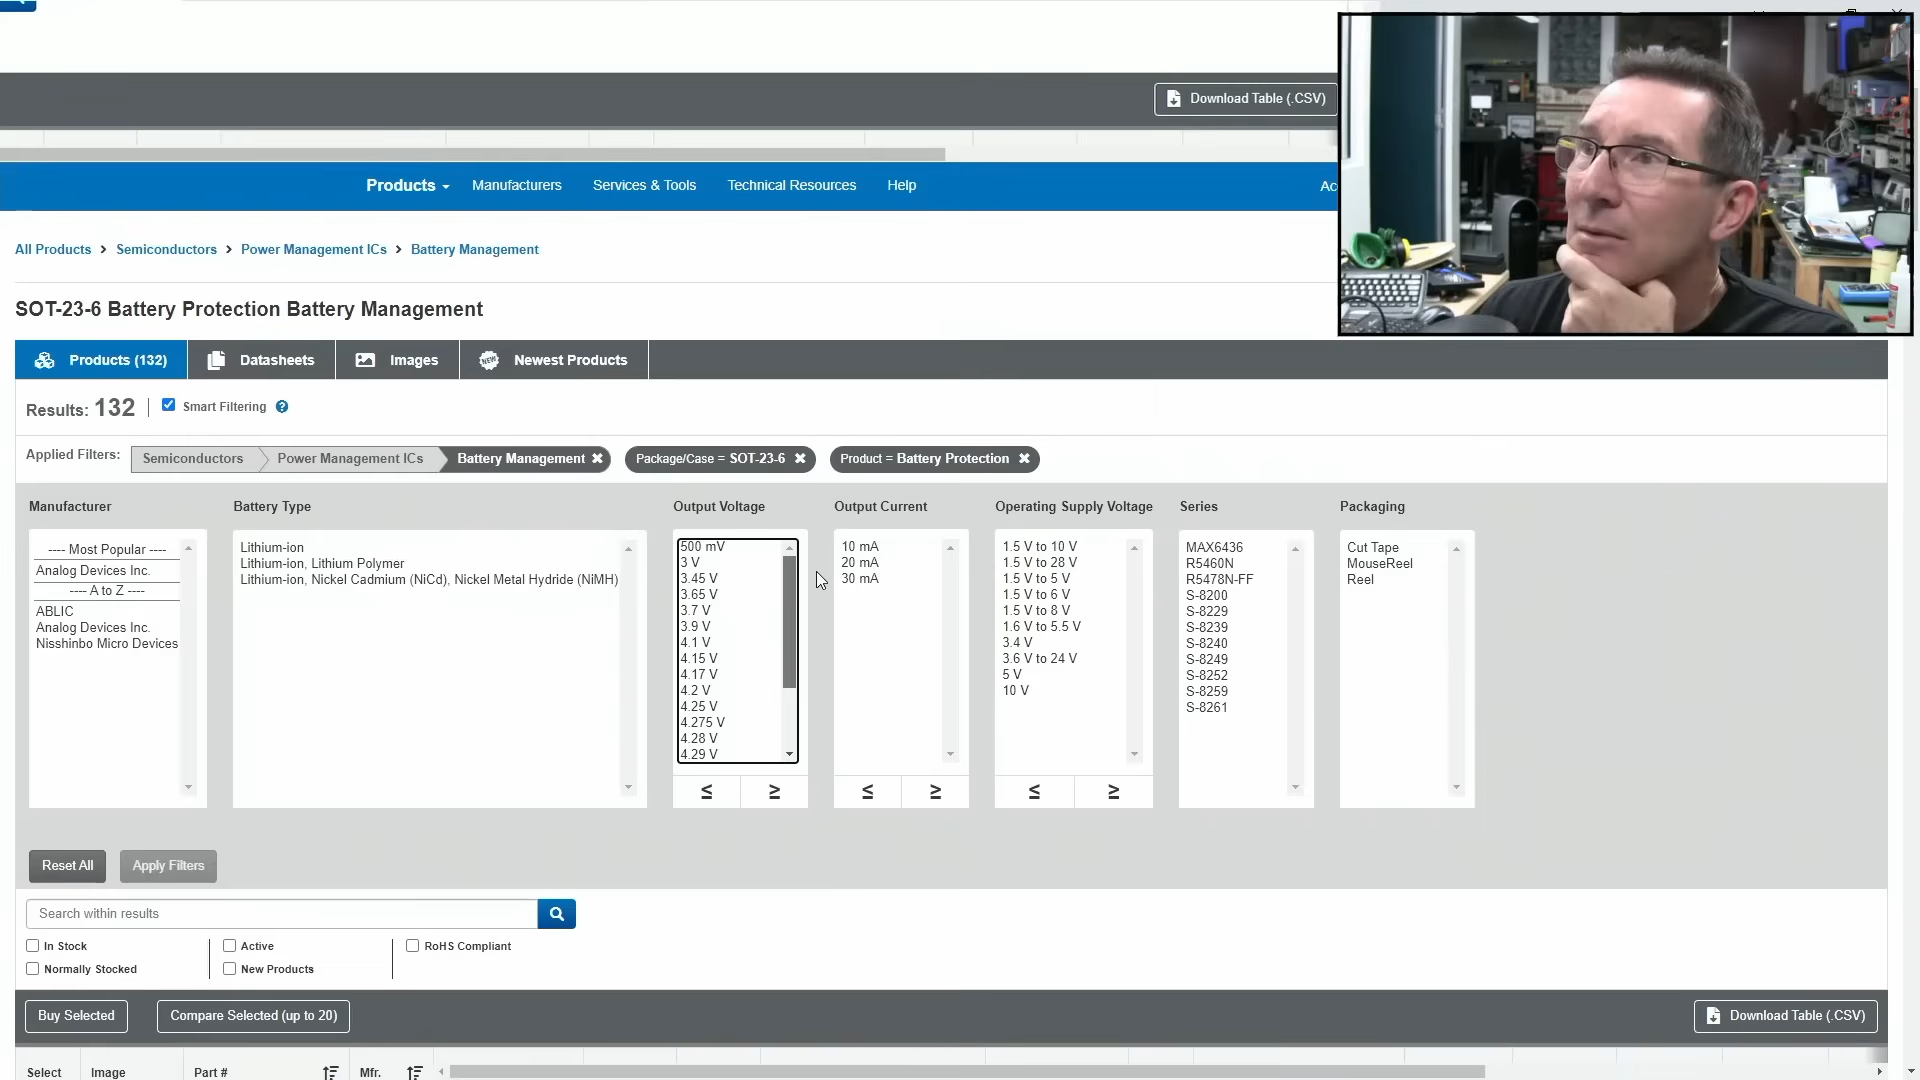 Download Table (.CSV)
Products
Manufacturers
Services & Tools
Technical Resources
Help
All Products > Semiconductors > Power Management ICs > Battery Management
SOT-23-6 Battery Protection Battery Management
Products (132)
Datasheets
Images
NEW
Newest Products
Results: 132
Smart Filtering
?
Applied Filters:
Semiconductors
Power Management ICs
Battery Management
Package/Case = SOT-23-6
Product = Battery Protection
Manufacturer
---- Most Popular ----
Analog Devices Inc.
---- A to Z ----
ABLIC
Analog Devices Inc.
Nisshinbo Micro Devices
Battery Type
Lithium-ion
Lithium-ion, Lithium Polymer
Lithium-ion, Nickel Cadmium (NiCd), Nickel Metal Hydride (NiMH)
Output Voltage
500 mV
3 V
3.45 V
3.65 V
3.7 V
3.9 V
4.1 V
4.15 V
4.17 V
4.2 V
4.25 V
4.275 V
4.28 V
4.29 V
≤ ≥
Output Current
10 mA
20 mA
30 mA
≤ ≥
Operating Supply Voltage
1.5 V to 10 V
1.5 V to 28 V
1.5 V to 5 V
1.5 V to 6 V
1.5 V to 8 V
1.6 V to 5.5 V
3.4 V
3.6 V to 24 V
5 V
10 V
≤ ≥
Series
MAX6436
R5460N
R5478N-FF
S-8200
S-8229
S-8239
S-8240
S-8249
S-8252
S-8259
S-8261
Packaging
Cut Tape
MouseReel
Reel
Reset All
Apply Filters
Search within results
In Stock
Active
RoHS Compliant
Normally Stocked
New Products
Buy Selected
Compare Selected (up to 20)
Download Table (.CSV)
Select
Image
Part #
Mfr.